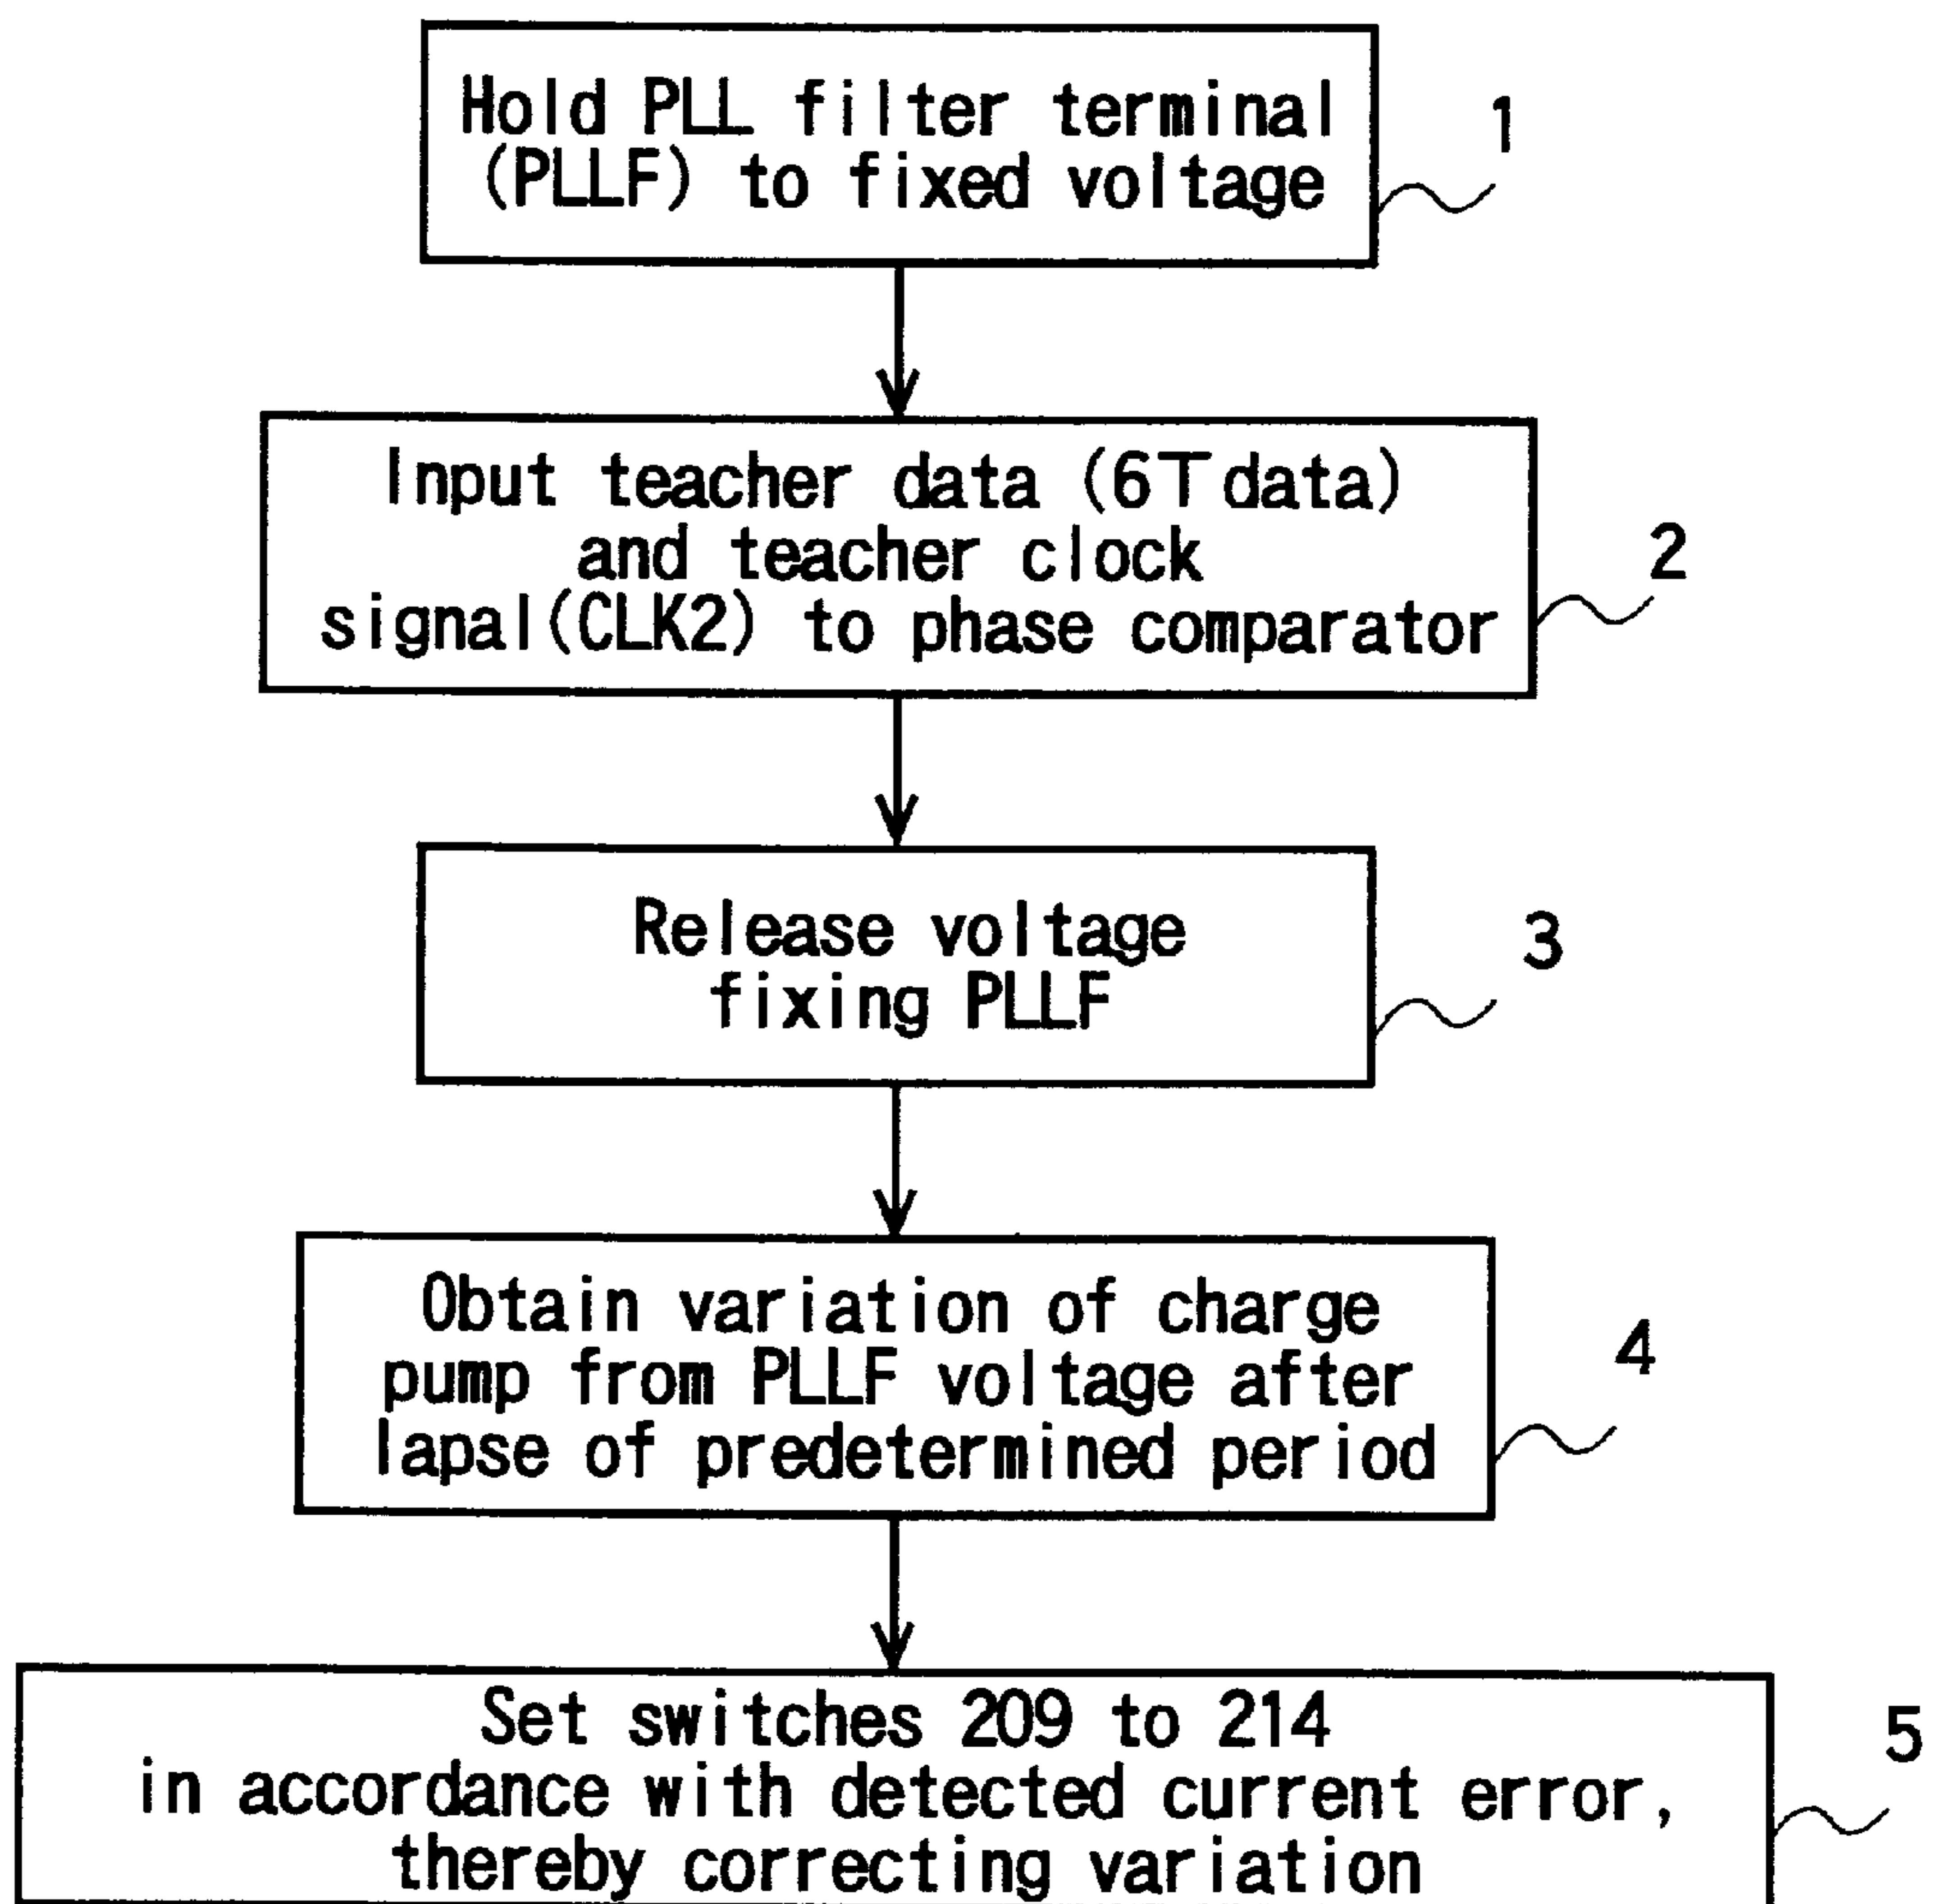 Hold PLL filter terminal
(PLLF) to fixed voltage
1
Input teacher data (6T data)
and teacher clock
signal(CLK2) to phase comparator
2
Release voltage
fixing PLLF
3
Obtain variation of charge
pump from PLLF voltage after
lapse of predetermined period
4
Set switches 209 to 214
in accordance with detected current error,
thereby correcting variation
5